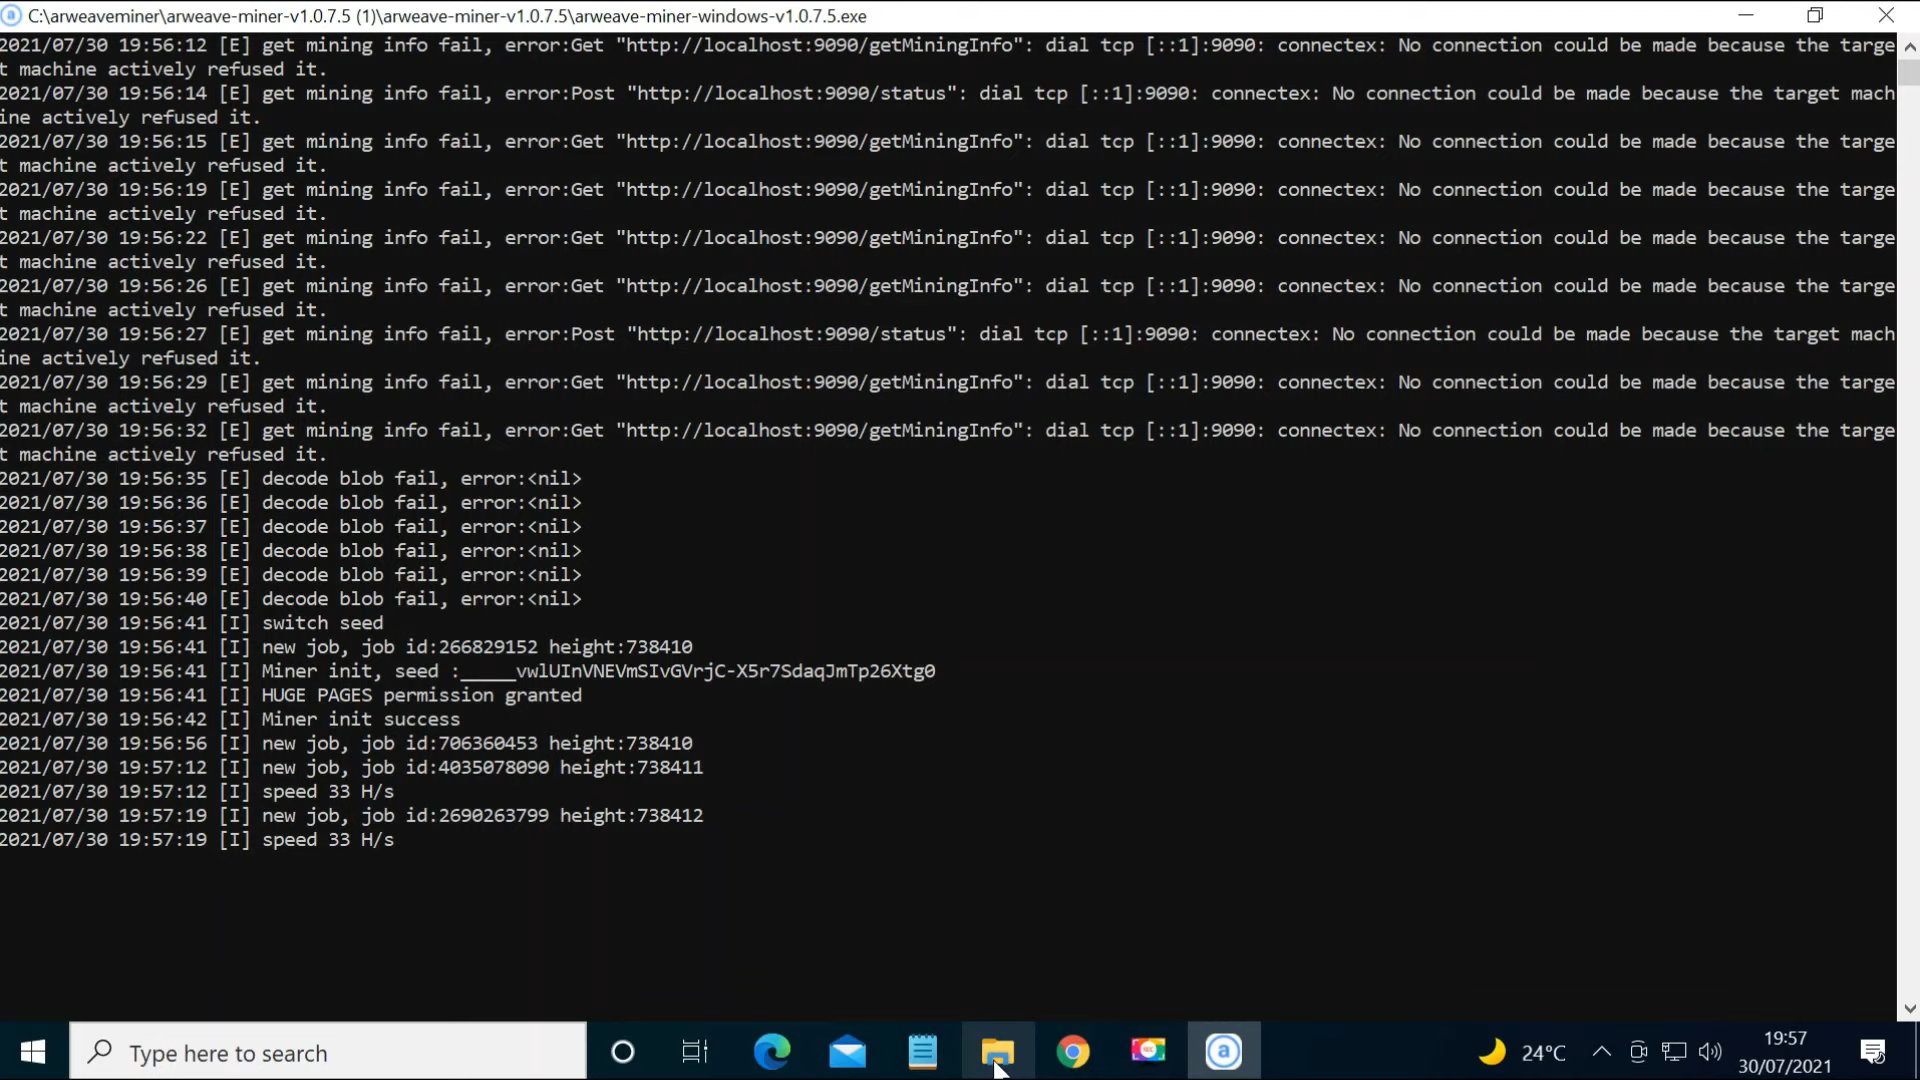 C:\arweaveminer\arweave-miner-v1.0.7.5 (1)\arweave-miner-v1.0.7.5\arweave-miner-windows-v1.0.7.5.exe
2021/07/30 19:56:12 [E] get mining info fail, error:Get "http://localhost:9090/getMiningInfo": dial tcp [::1]:9090: connectex: No connection could be made because the targe
t machine actively refused it.
2021/07/30 19:56:14 [E] get mining info fail, error:Post "http://localhost:9090/status": dial tcp [::1]:9090: connectex: No connection could be made because the target mach
ine actively refused it.
2021/07/30 19:56:15 [E] get mining info fail, error:Get "http://localhost:9090/getMiningInfo": dial tcp [::1]:9090: connectex: No connection could be made because the targe
t machine actively refused it.
2021/07/30 19:56:19 [E] get mining info fail, error:Get "http://localhost:9090/getMiningInfo": dial tcp [::1]:9090: connectex: No connection could be made because the targe
t machine actively refused it.
2021/07/30 19:56:22 [E] get mining info fail, error:Get "http://localhost:9090/getMiningInfo": dial tcp [::1]:9090: connectex: No connection could be made because the targe
t machine actively refused it.
2021/07/30 19:56:26 [E] get mining info fail, error:Get "http://localhost:9090/getMiningInfo": dial tcp [::1]:9090: connectex: No connection could be made because the targe
t machine actively refused it.
2021/07/30 19:56:27 [E] get mining info fail, error:Post "http://localhost:9090/status": dial tcp [::1]:9090: connectex: No connection could be made because the target mach
ine actively refused it.
2021/07/30 19:56:29 [E] get mining info fail, error:Get "http://localhost:9090/getMiningInfo": dial tcp [::1]:9090: connectex: No connection could be made because the targe
t machine actively refused it.
2021/07/30 19:56:32 [E] get mining info fail, error:Get "http://localhost:9090/getMiningInfo": dial tcp [::1]:9090: connectex: No connection could be made because the targe
t machine actively refused it.
2021/07/30 19:56:35 [E] decode blob fail, error:<nil>
2021/07/30 19:56:36 [E] decode blob fail, error:<nil>
2021/07/30 19:56:37 [E] decode blob fail, error:<nil>
2021/07/30 19:56:38 [E] decode blob fail, error:<nil>
2021/07/30 19:56:39 [E] decode blob fail, error:<nil>
2021/07/30 19:56:40 [E] decode blob fail, error:<nil>
2021/07/30 19:56:41 [I] switch seed
2021/07/30 19:56:41 [I] new job, job id:266829152 height:738410
2021/07/30 19:56:41 [I] Miner init, seed :_____vwlUInVNEVmSIvGVrjC-X5r7SdaqJmTp26Xtg0
2021/07/30 19:56:41 [I] HUGE PAGES permission granted
2021/07/30 19:56:42 [I] Miner init success
2021/07/30 19:56:56 [I] new job, job id:706360453 height:738410
2021/07/30 19:57:12 [I] new job, job id:4035078090 height:738411
2021/07/30 19:57:12 [I] speed 33 H/s
2021/07/30 19:57:19 [I] new job, job id:2690263799 height:738412
2021/07/30 19:57:19 [I] speed 33 H/s
Type here to search
24°C
19:57
30/07/2021